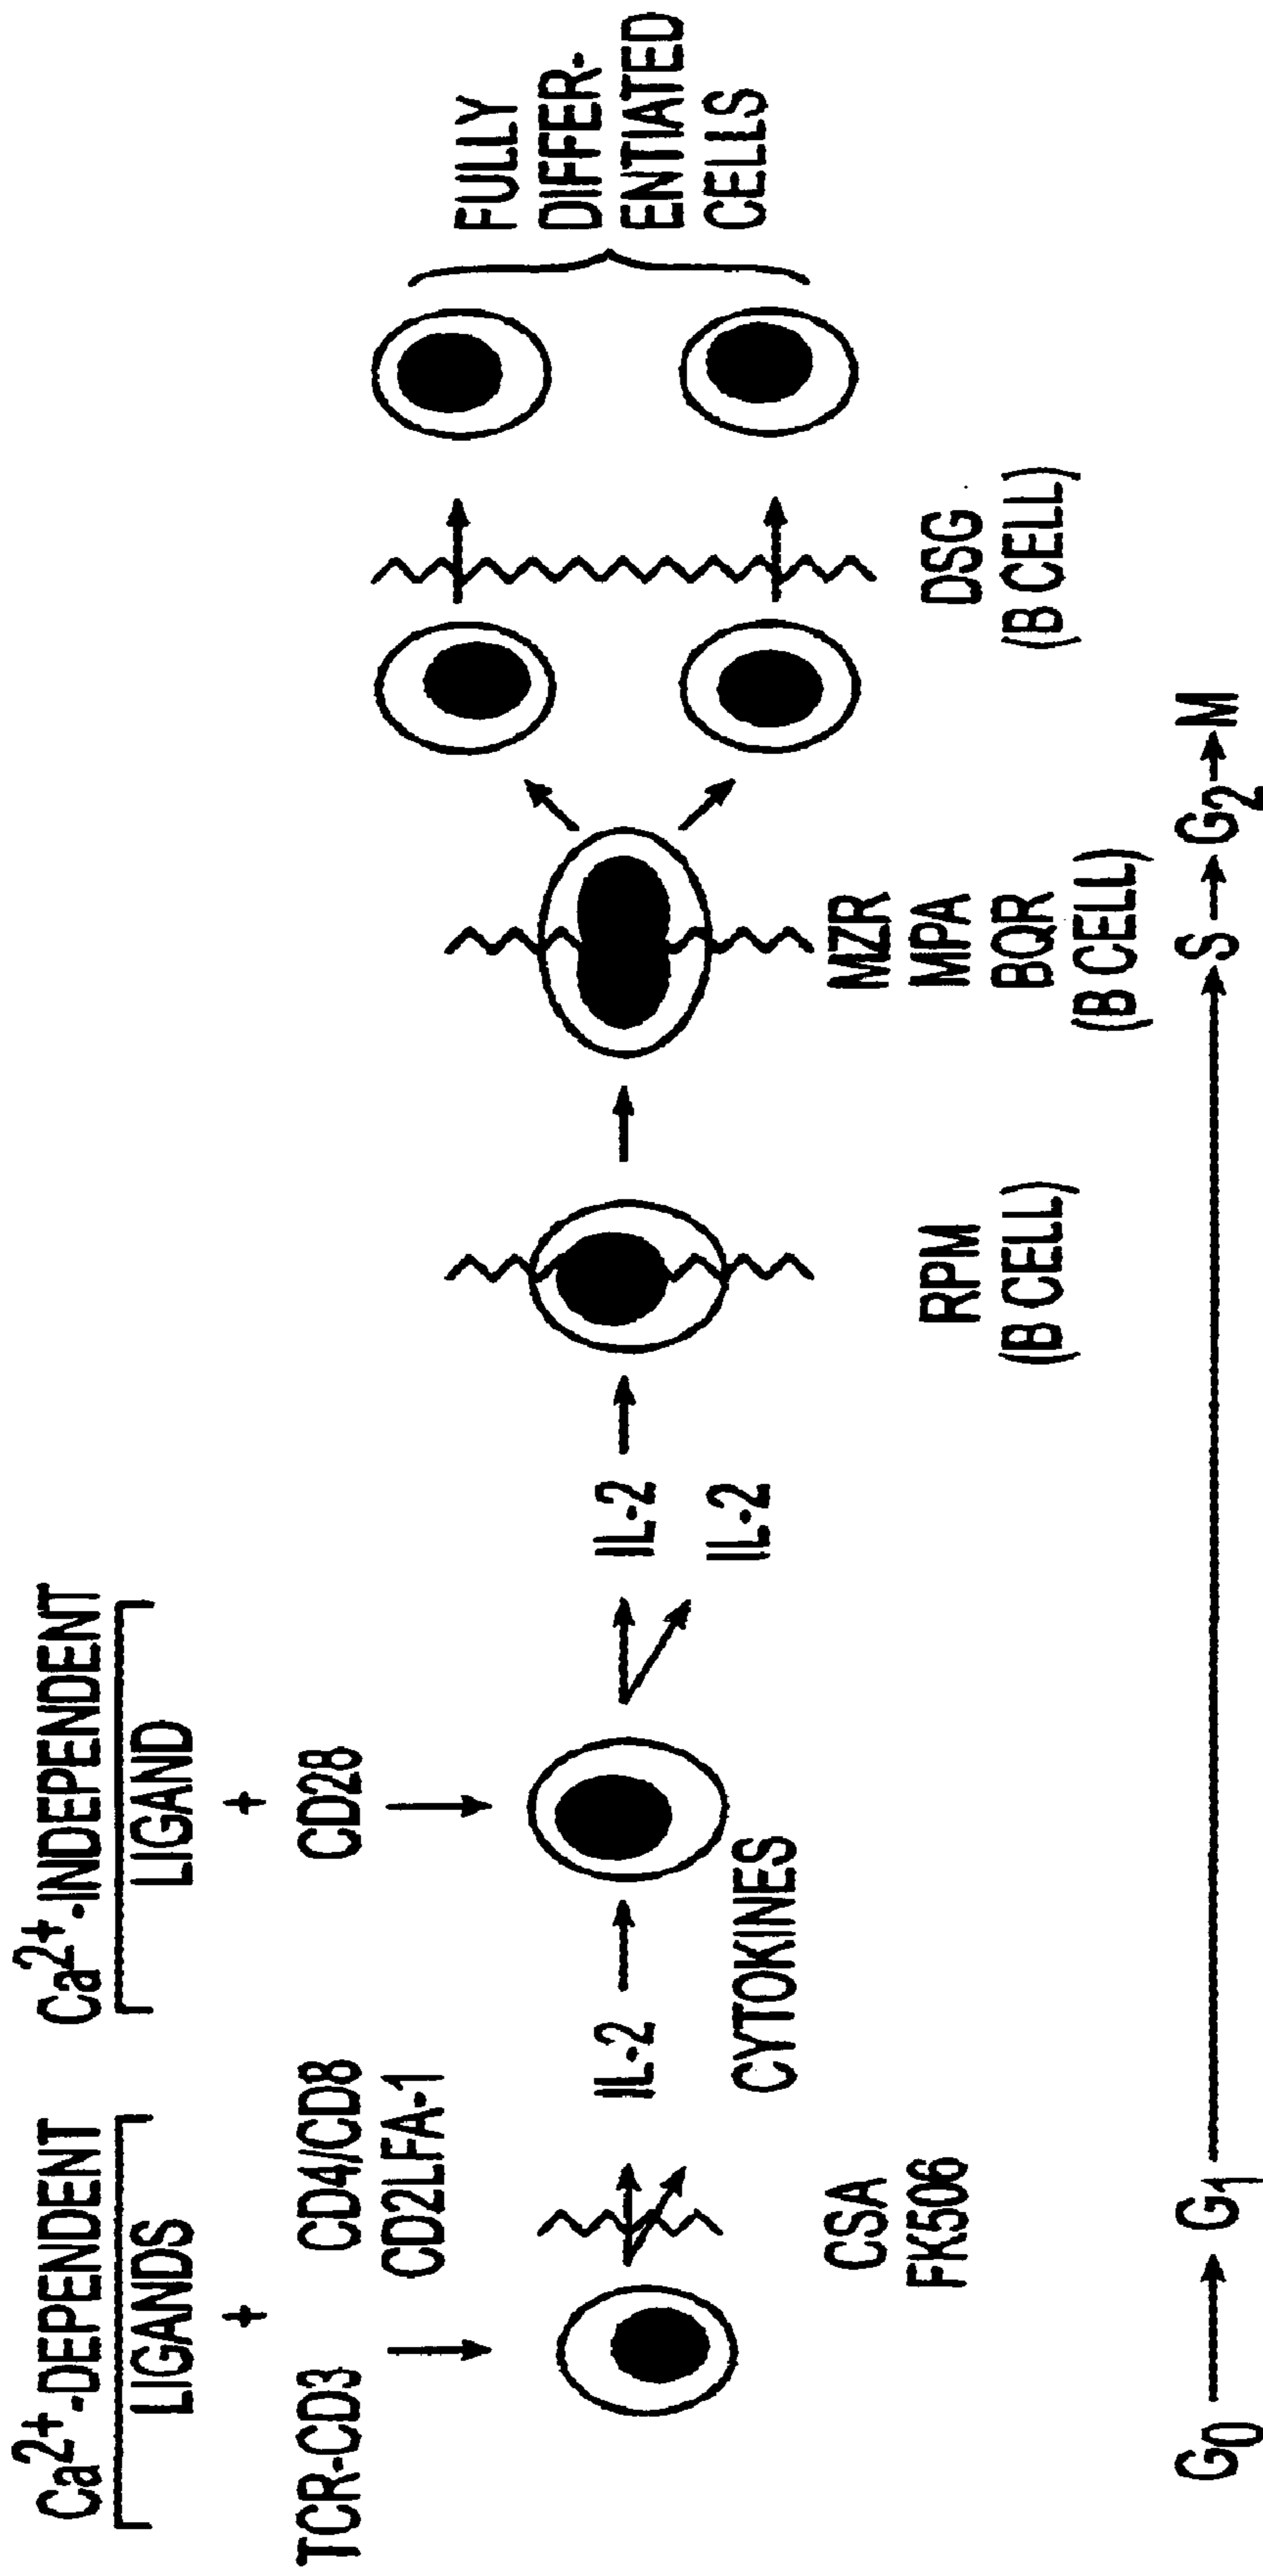 Ca2+-DEPENDENT
LIGANDS
+
TCR-CD3
CD4/CD8
CD2LFA-1
Ca2+-INDEPENDENT
LIGAND
+
CD28
IL-2
CYTOKINES
IL-2
IL-2
CSA
FK506
RPM
(B CELL)
MZR
MPA
BQR
(B CELL)
DSG
(B CELL)
FULLY
DIFFER-
ENTIATED
CELLS
G0 → G1 → S → G2 → M